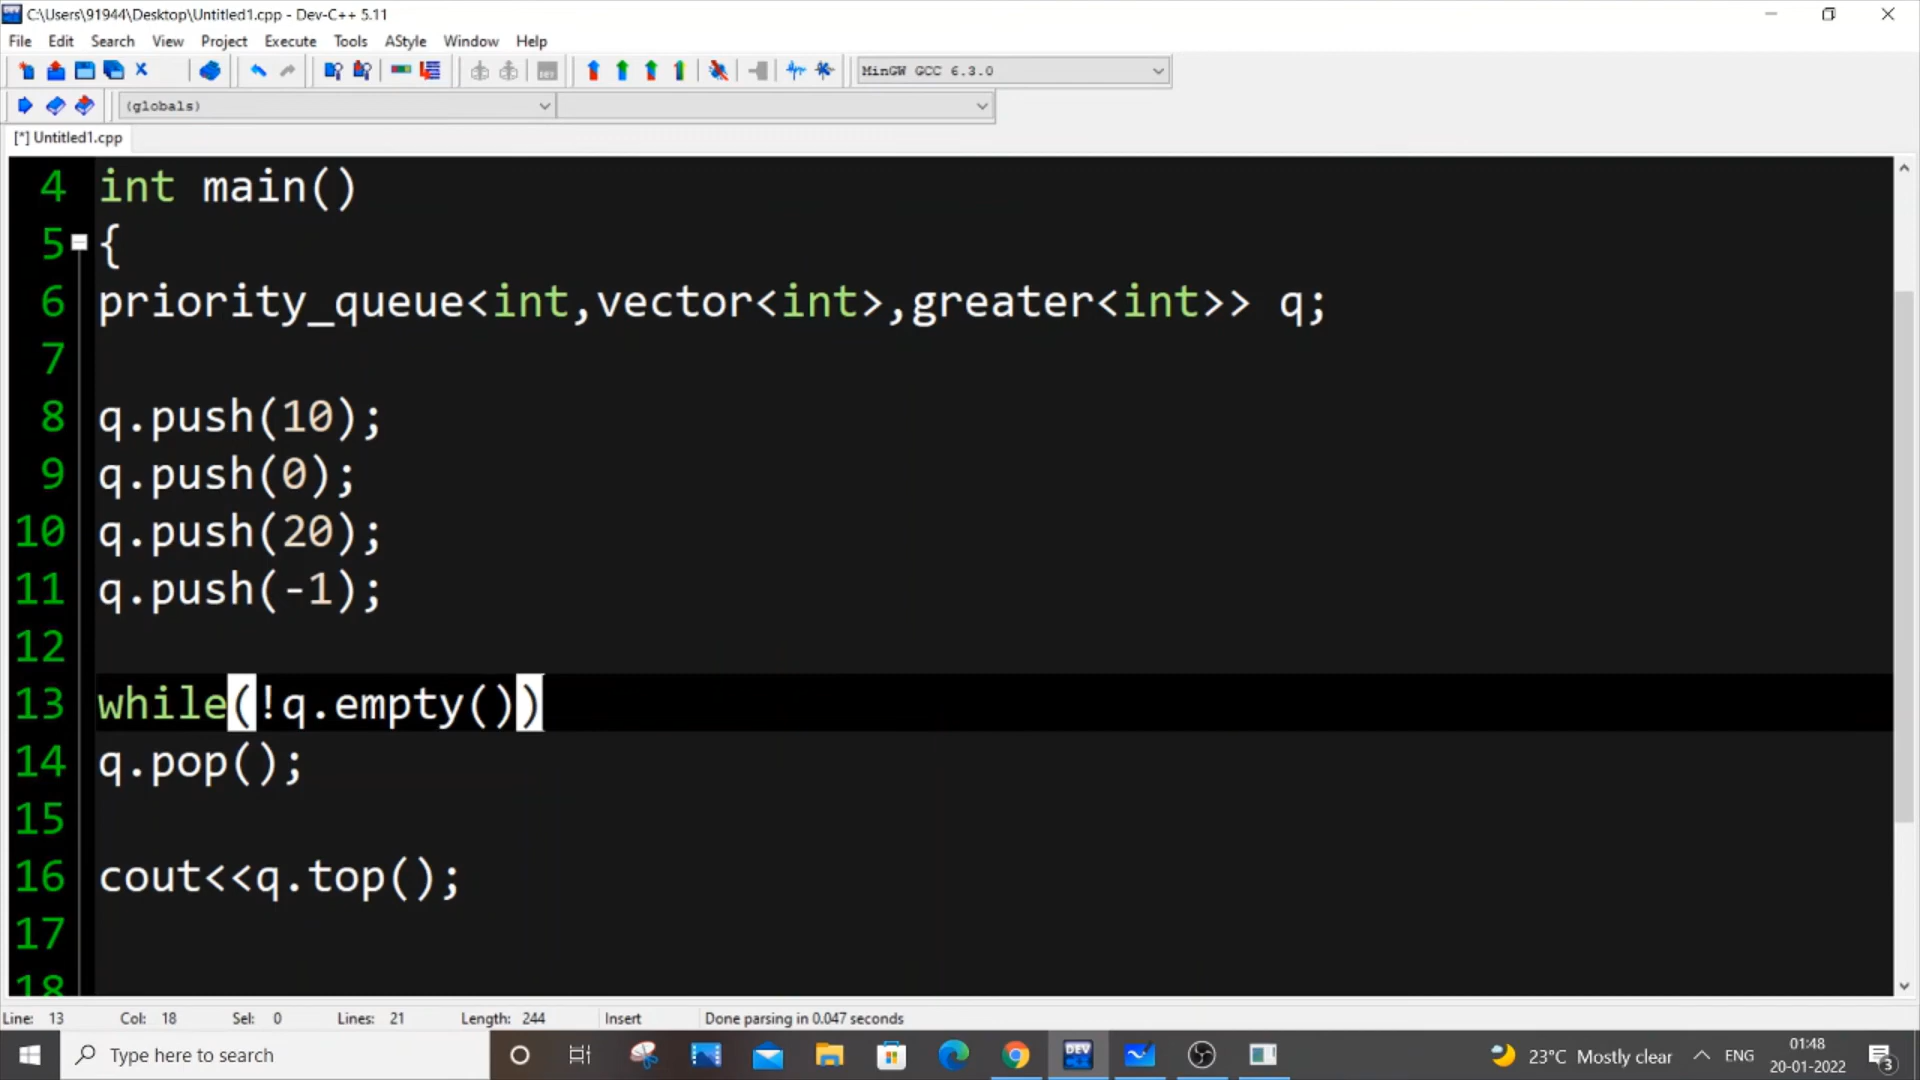 C:\Users\91944\Desktop\Untitled1.cpp - Dev-C++ 5.11
File Edit Search View Project Execute Tools AStyle Window Help
MinGW GCC 6.3.0
(globals)
[*] Untitled1.cpp
4 int main()
5 {
6 priority_queue<int,vector<int>,greater<int>> q;
7
8 q.push(10);
9 q.push(0);
10 q.push(20);
11 q.push(-1);
12
13 while(!q.empty())
14 q.pop();
15
16 cout<<q.top();
17
18
Line: 13 Col: 18 Sel: 0 Lines: 21 Length: 244 Insert Done parsing in 0.047 seconds
Type here to search DEV 23°C Mostly clear ENG 01:48
20-01-2022 3